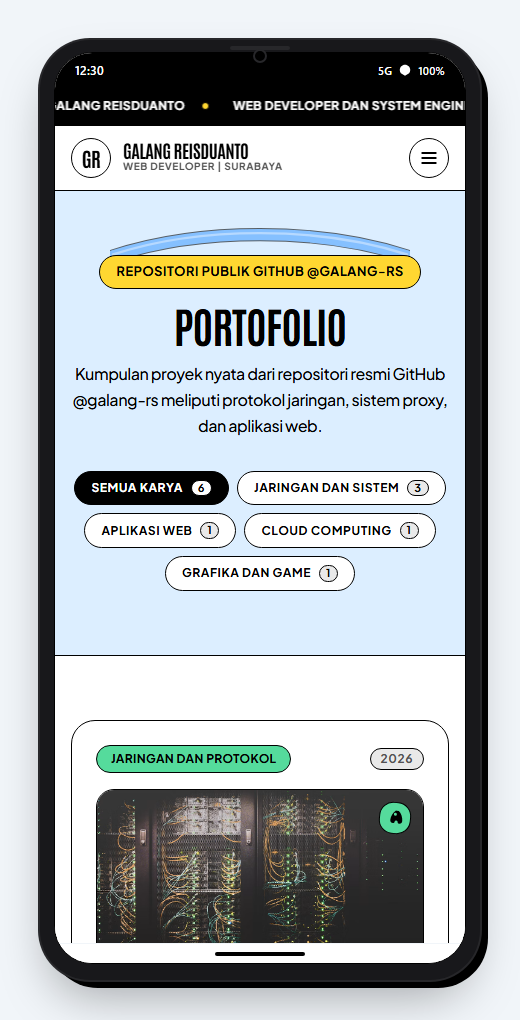 12:30
5G
100%
GALANG REISDUANTO
WEB DEVELOPER DAN SYSTEM
GR
GALANG REISDUANTO
WEB DEVELOPER | SURABAYA
REPOSITORI PUBLIK GITHUB @GALANG-RS
PORTOFOLIO
Kumpulan proyek nyata dari repositori resmi GitHub
@galang-rs meliputi protokol jaringan, sistem proxy,
dan aplikasi web.
SEMUA KARYA 6
JARINGAN DAN SISTEM 3
APLIKASI WEB 1
CLOUD COMPUTING 1
GRAFIKA DAN GAME 1
JARINGAN DAN PROTOKOL
2026